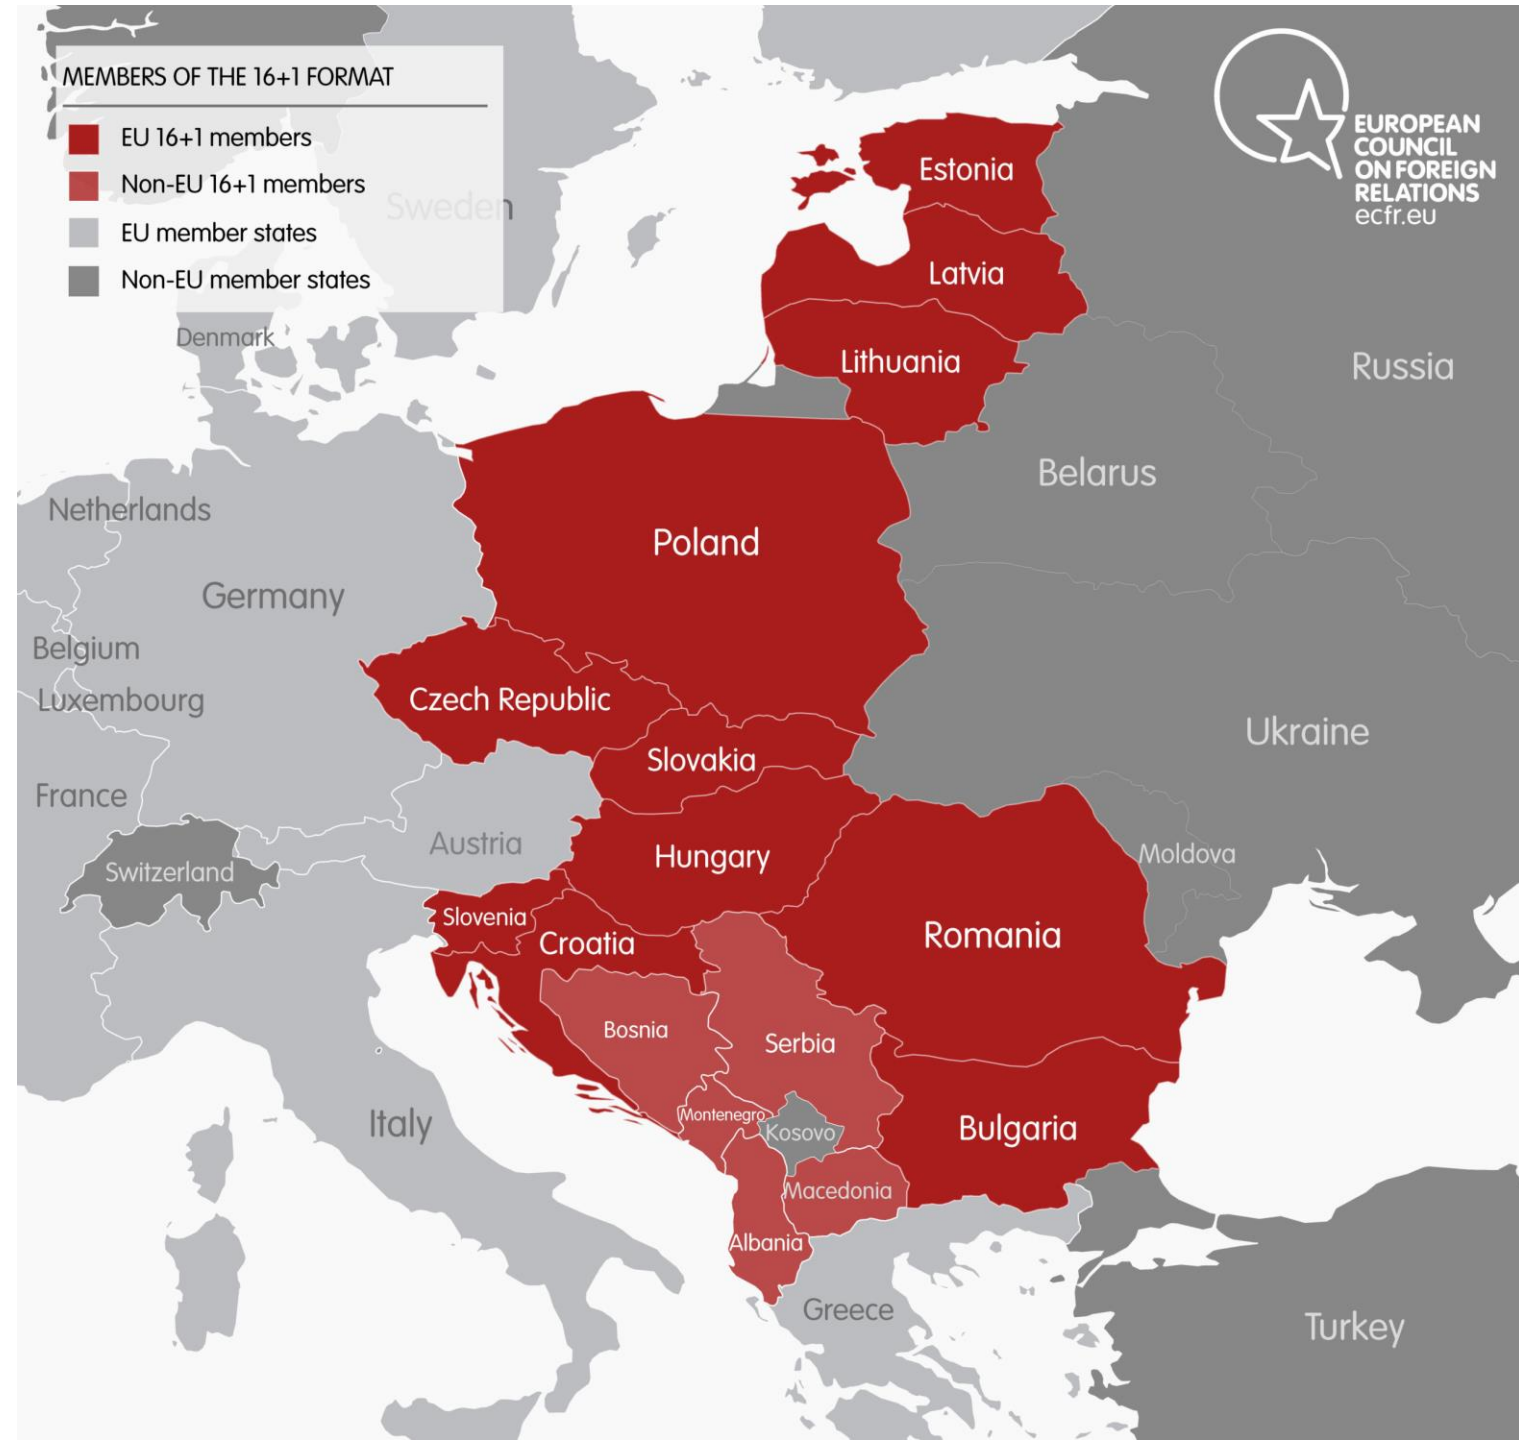 MEMBERS OF THE 16+1 FORMAT
EU 16+1 members
Non-EU 16+1 members
EU member states
Non-EU member states
EUROPEAN
COUNCIL
ON FOREIGN
RELATIONS
ecfr.eu
Sweden
Estonia
Latvia
Denmark
Lithuania
Russia
Belarus
Netherlands
Poland
Germany
Belgium
Luxembourg
Czech Republic
Ukraine
Slovakia
France
Austria
Hungary
Moldova
Switzerland
Slovenia
Croatia
Romania
Bosnia
Serbia
Montenegro
Italy
Kosovo
Bulgaria
Macedonia
Albania
Greece
Turkey